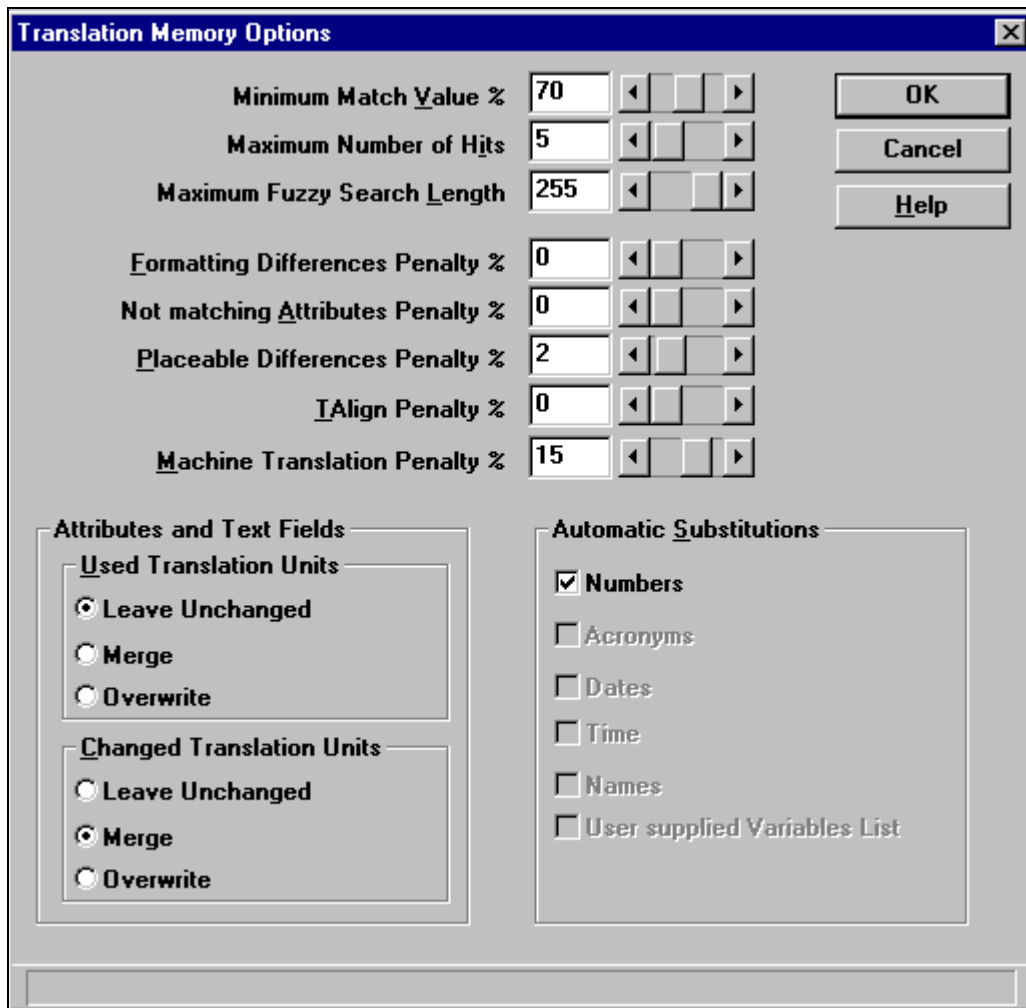 Translation Memory Options
Minimum Match Value % 70
OK
Maximum Number of Hits 5
Cancel
Maximum Fuzzy Search Length 255
Help
Formatting Differences Penalty % 0
Not matching Attributes Penalty % 0
Placeable Differences Penalty % 2
TAlign Penalty % 0
Machine Translation Penalty % 15
Attributes and Text Fields
Used Translation Units
Leave Unchanged
Merge
Overwrite
Changed Translation Units
Leave Unchanged
Merge
Overwrite
Automatic Substitutions
Numbers
Acronyms
Dates
Time
Names
User supplied Variables List